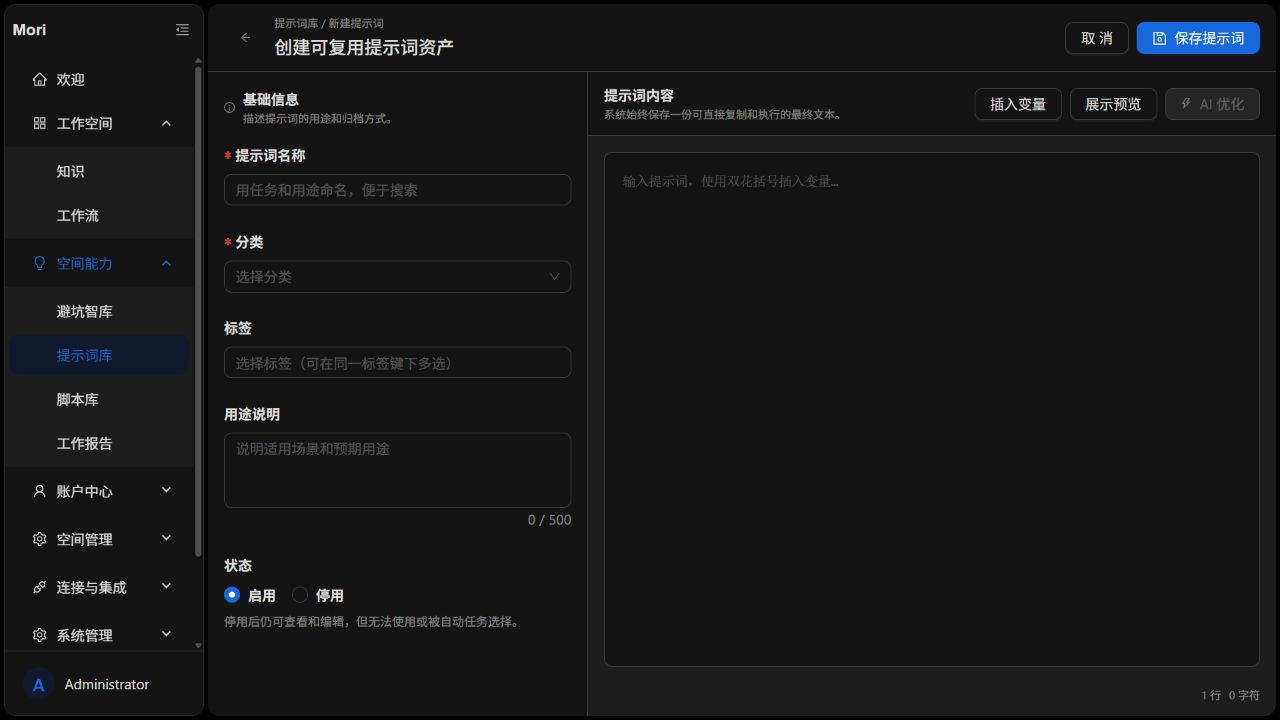 Mori
欢迎
工作空间
知识
工作流
空间能力
避坑智库
提示词库
脚本库
工作报告
账户中心
空间管理
连接与集成
系统管理
A
Administrator
提示词库 / 新建提示词
创建可复用提示词资产
取 消
保存提示词
基础信息
描述提示词的用途和归档方式。
* 提示词名称
用任务和用途命名，便于搜索
* 分类
选择分类
标签
选择标签（可在同一标签键下多选）
用途说明
说明适用场景和预期用途
0 / 500
状态
启用
停用
停用后仍可查看和编辑，但无法使用或被自动任务选择。
提示词内容
系统始终保存一份可直接复制和执行的最终文本。
插入变量
展示预览
AI 优化
输入提示词，使用双花括号插入变量…
1 行 0 字符